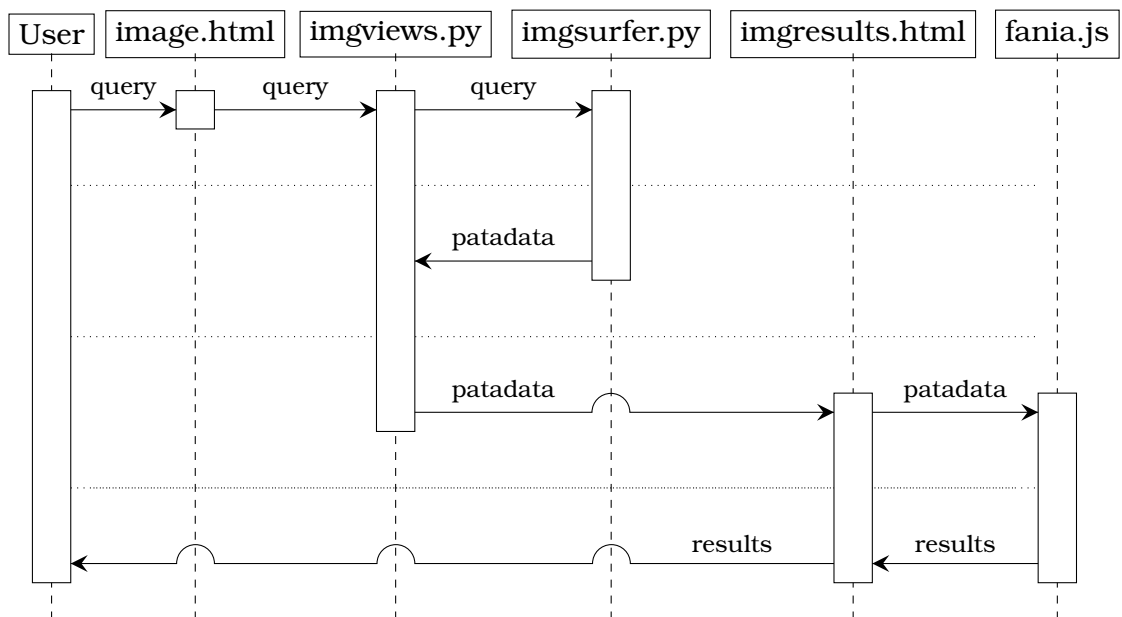 User image.html imgviews.py imgsurfer.py imgresults.html fania.js
query query query
patadata
patadata patadata
results results